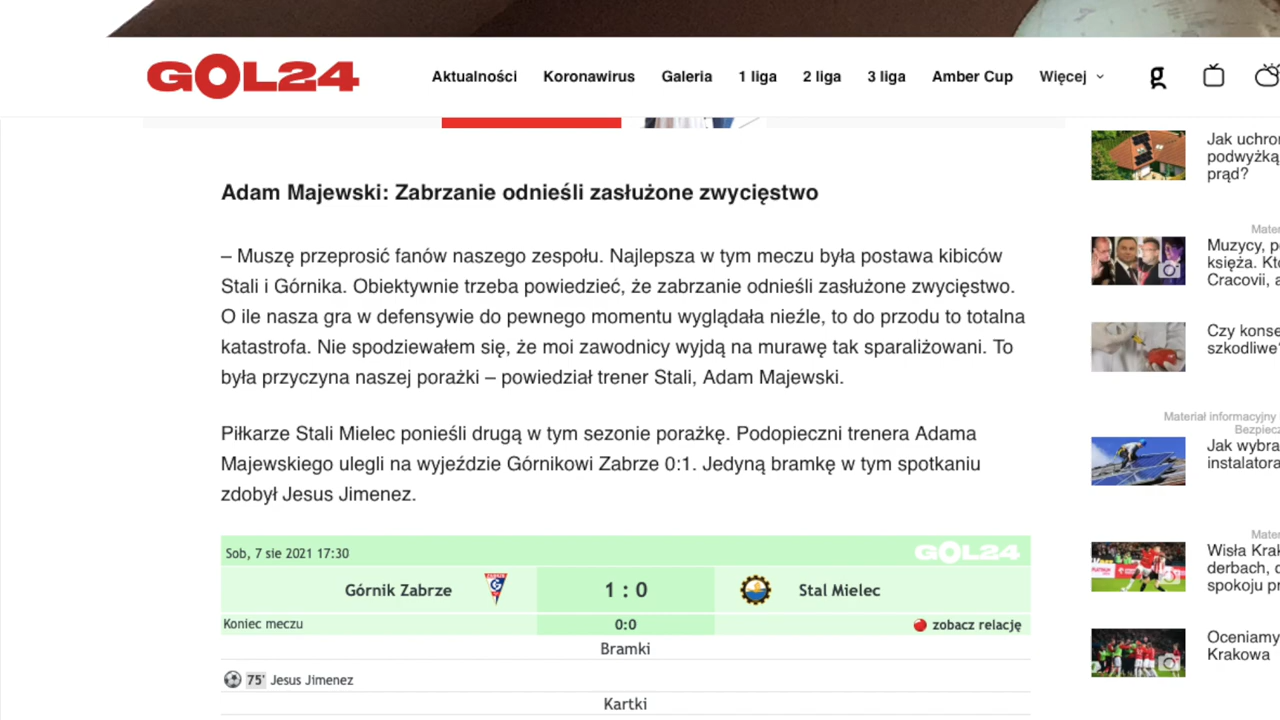 GOL24
Aktualności Koronawirus Galeria 1 liga 2 liga 3 liga Amber Cup Więcej
g
Adam Majewski: Zabrzanie odnieśli zasłużone zwycięstwo
– Muszę przeprosić fanów naszego zespołu. Najlepsza w tym meczu była postawa kibiców
Stali i Górnika. Obiektywnie trzeba powiedzieć, że zabrzanie odnieśli zasłużone zwycięstwo.
O ile nasza gra w defensywie do pewnego momentu wyglądała nieźle, to do przodu to totalna
katastrofa. Nie spodziewałem się, że moi zawodnicy wyjdą na murawę tak sparaliżowani. To
była przyczyna naszej porażki – powiedział trener Stali, Adam Majewski.
Piłkarze Stali Mielec ponieśli drugą w tym sezonie porażkę. Podopieczni trenera Adama
Majewskiego ulegli na wyjeździe Górnikowi Zabrze 0:1. Jedyną bramkę w tym spotkaniu
zdobył Jesus Jimenez.
Sob, 7 sie 2021 17:30 GOL24
Górnik Zabrze 1 : 0 Stal Mielec
Koniec meczu 0:0 zobacz relację
Bramki
75' Jesus Jimenez
Kartki
Jak uchro
podwyżką
prąd?
Mater
Muzycy, p
księża. Kt
Cracovii, a
Czy konse
szkodliwe
Materiał informacyjny
Bezpiecz
Jak wybra
instalatora
Mater
Wisła Kra
derbach,
spokoju pr
Oceniamy
Krakowa